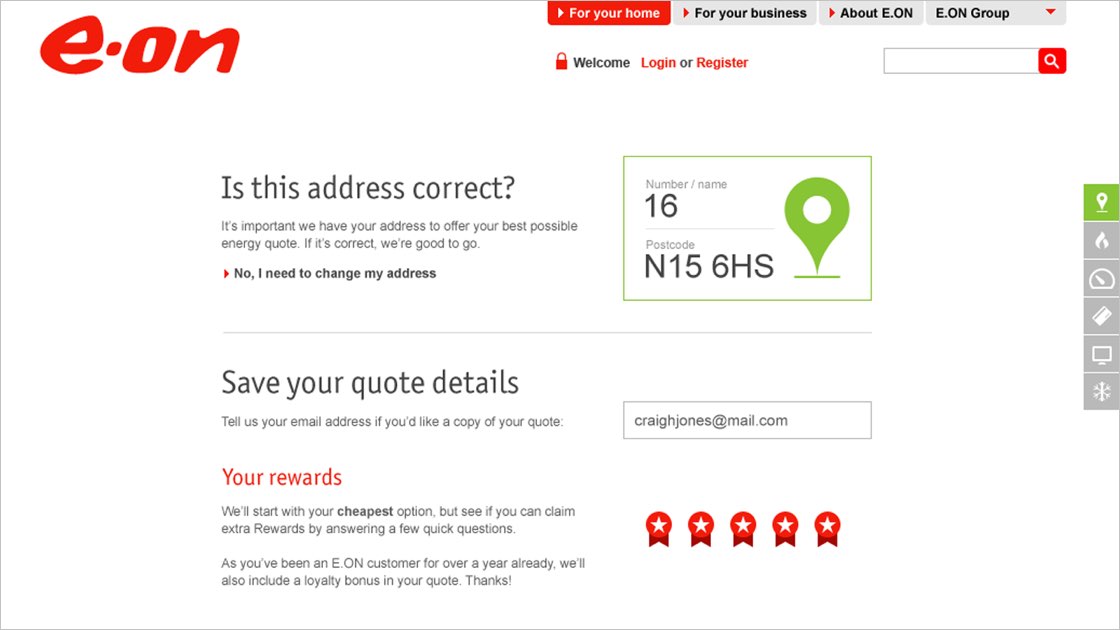 e·on
For your home
For your business
About E.ON
E.ON Group
Welcome Login or Register
Is this address correct?
It's important we have your address to offer your best possible
energy quote. If it's correct, we're good to go.
No, I need to change my address
Number / name
16
Postcode
N15 6HS
Save your quote details
Tell us your email address if you'd like a copy of your quote:
craighjones@mail.com
Your rewards
We'll start with your cheapest option, but see if you can claim
extra Rewards by answering a few quick questions.
As you've been an E.ON customer for over a year already, we'll
also include a loyalty bonus in your quote. Thanks!